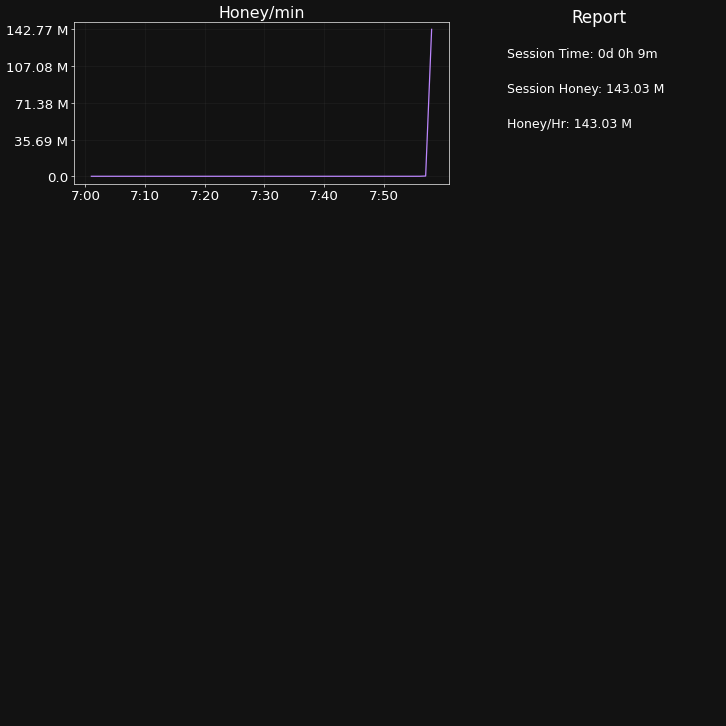 Honey/min
142.77 M
107.08 M
71.38 M
35.69 M
0.0
7:00 7:10 7:20 7:30 7:40 7:50
Report
Session Time: 0d 0h 9m
Session Honey: 143.03 M
Honey/Hr: 143.03 M